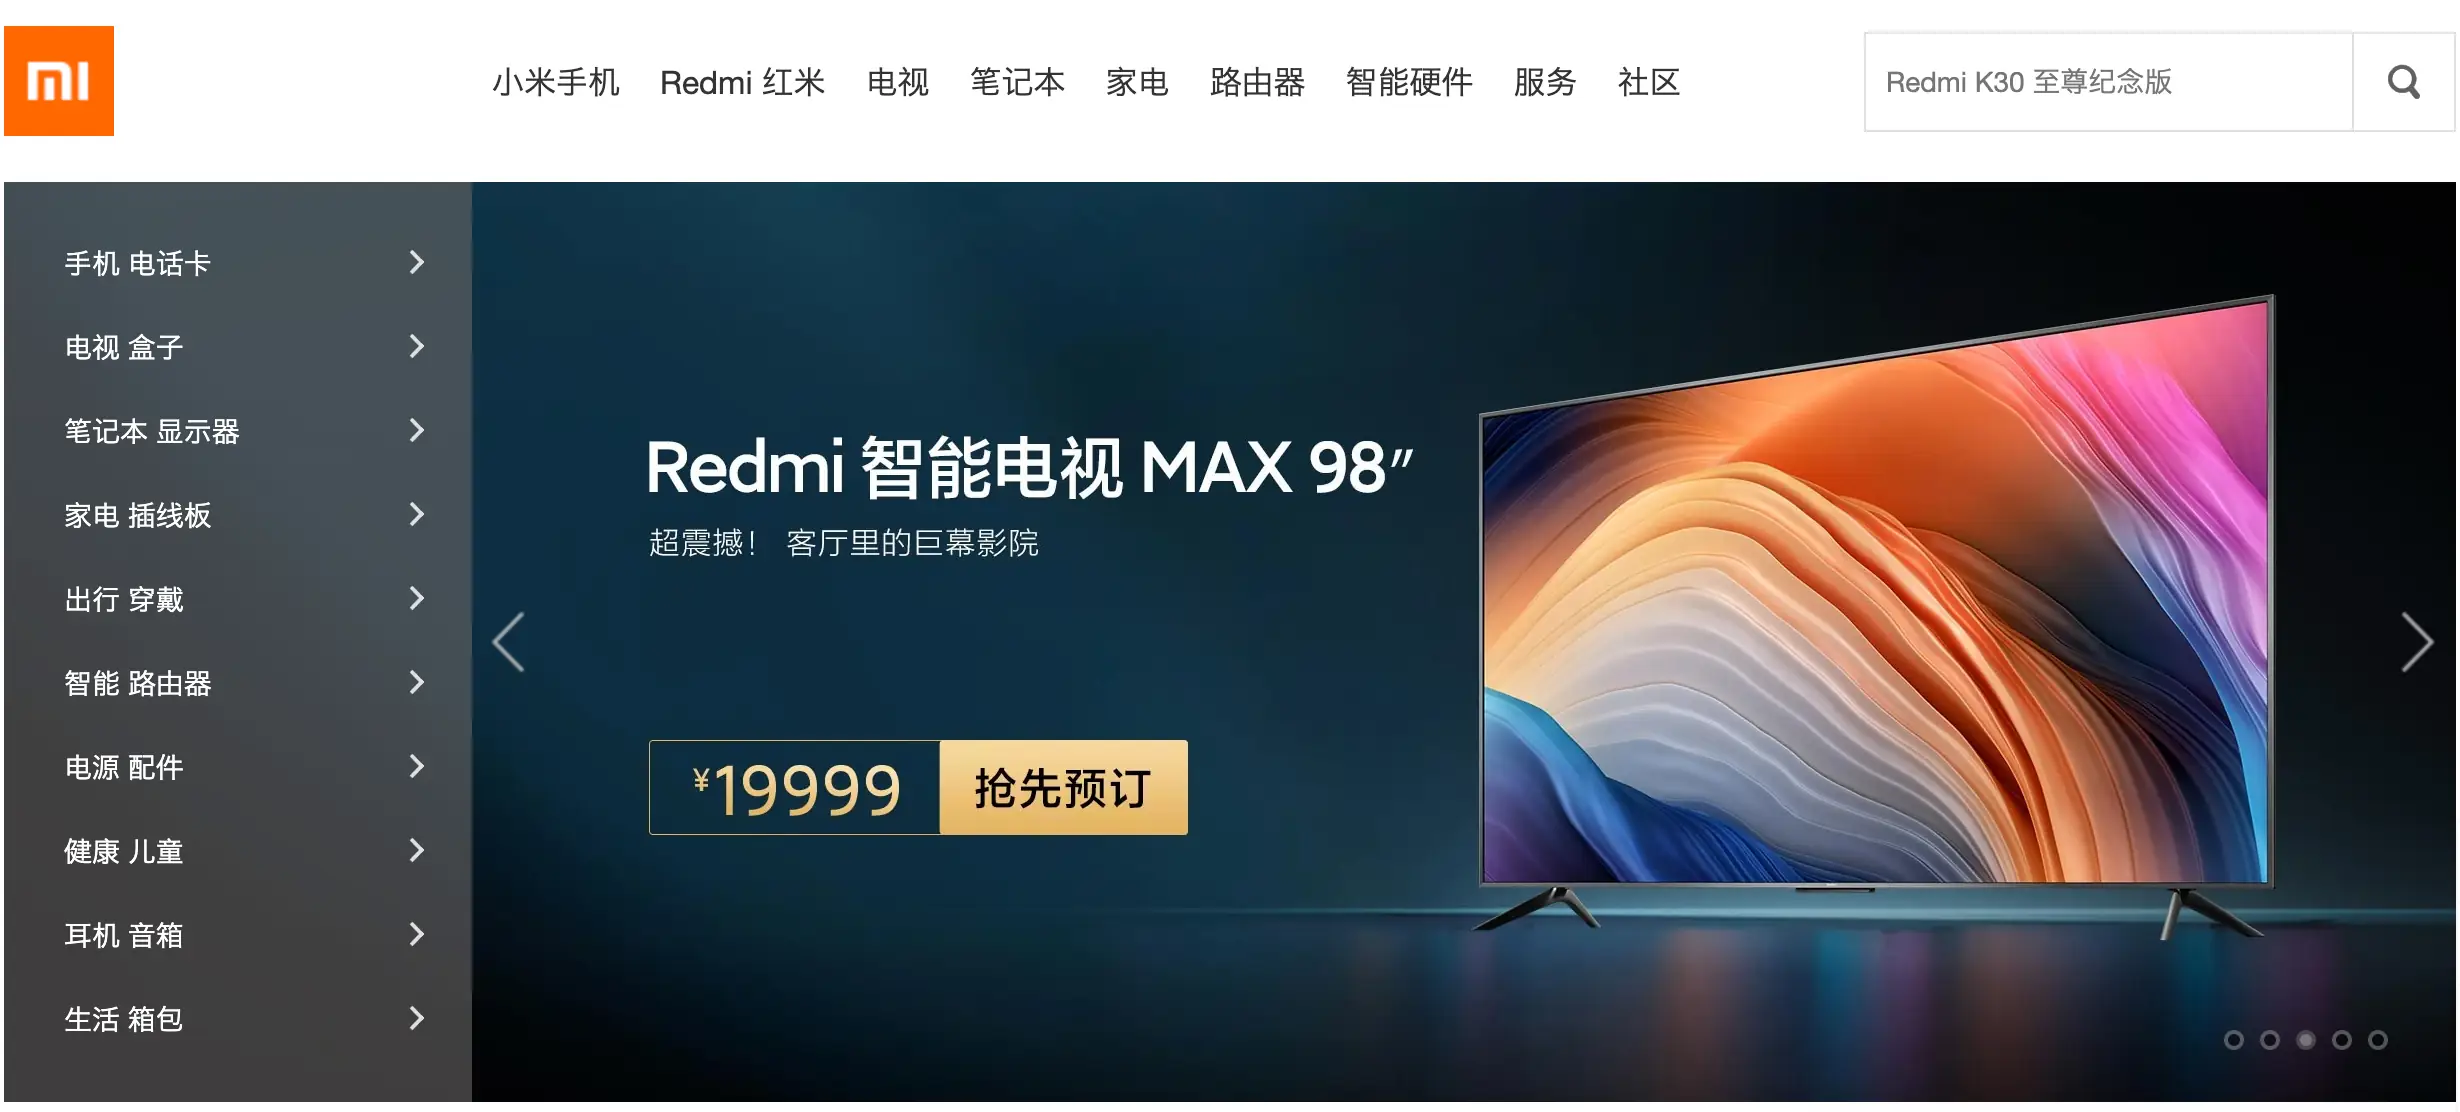 mi
小米手机 Redmi 红米 电视 笔记本 家电 路由器 智能硬件 服务 社区
Redmi K30 至尊纪念版
手机 电话卡
电视 盒子
笔记本 显示器
家电 插线板
出行 穿戴
智能 路由器
电源 配件
健康 儿童
耳机 音箱
生活 箱包
Redmi 智能电视 MAX 98″
超震撼! 客厅里的巨幕影院
¥19999 抢先预订